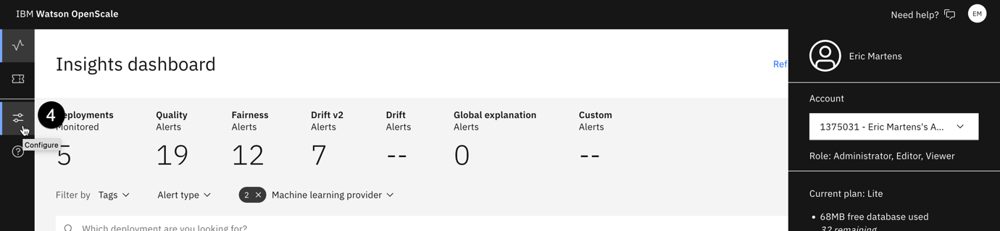 IBM Watson OpenScale
Need help?
EM
Insights dashboard
Ref
Eric Martens
Account
1375031 - Eric Martens's A...
Role: Administrator, Editor, Viewer
Current plan: Lite
• 68MB free database used
32 remaining
4
eployments
Monitored
5
Quality
Alerts
19
Fairness
Alerts
12
Drift v2
Alerts
7
Drift
Alerts
--
Global explanation
Alerts
0
Custom
Alerts
--
Configure
Filter by Tags Alert type 2 × Machine learning provider
Which deployment are you looking for?